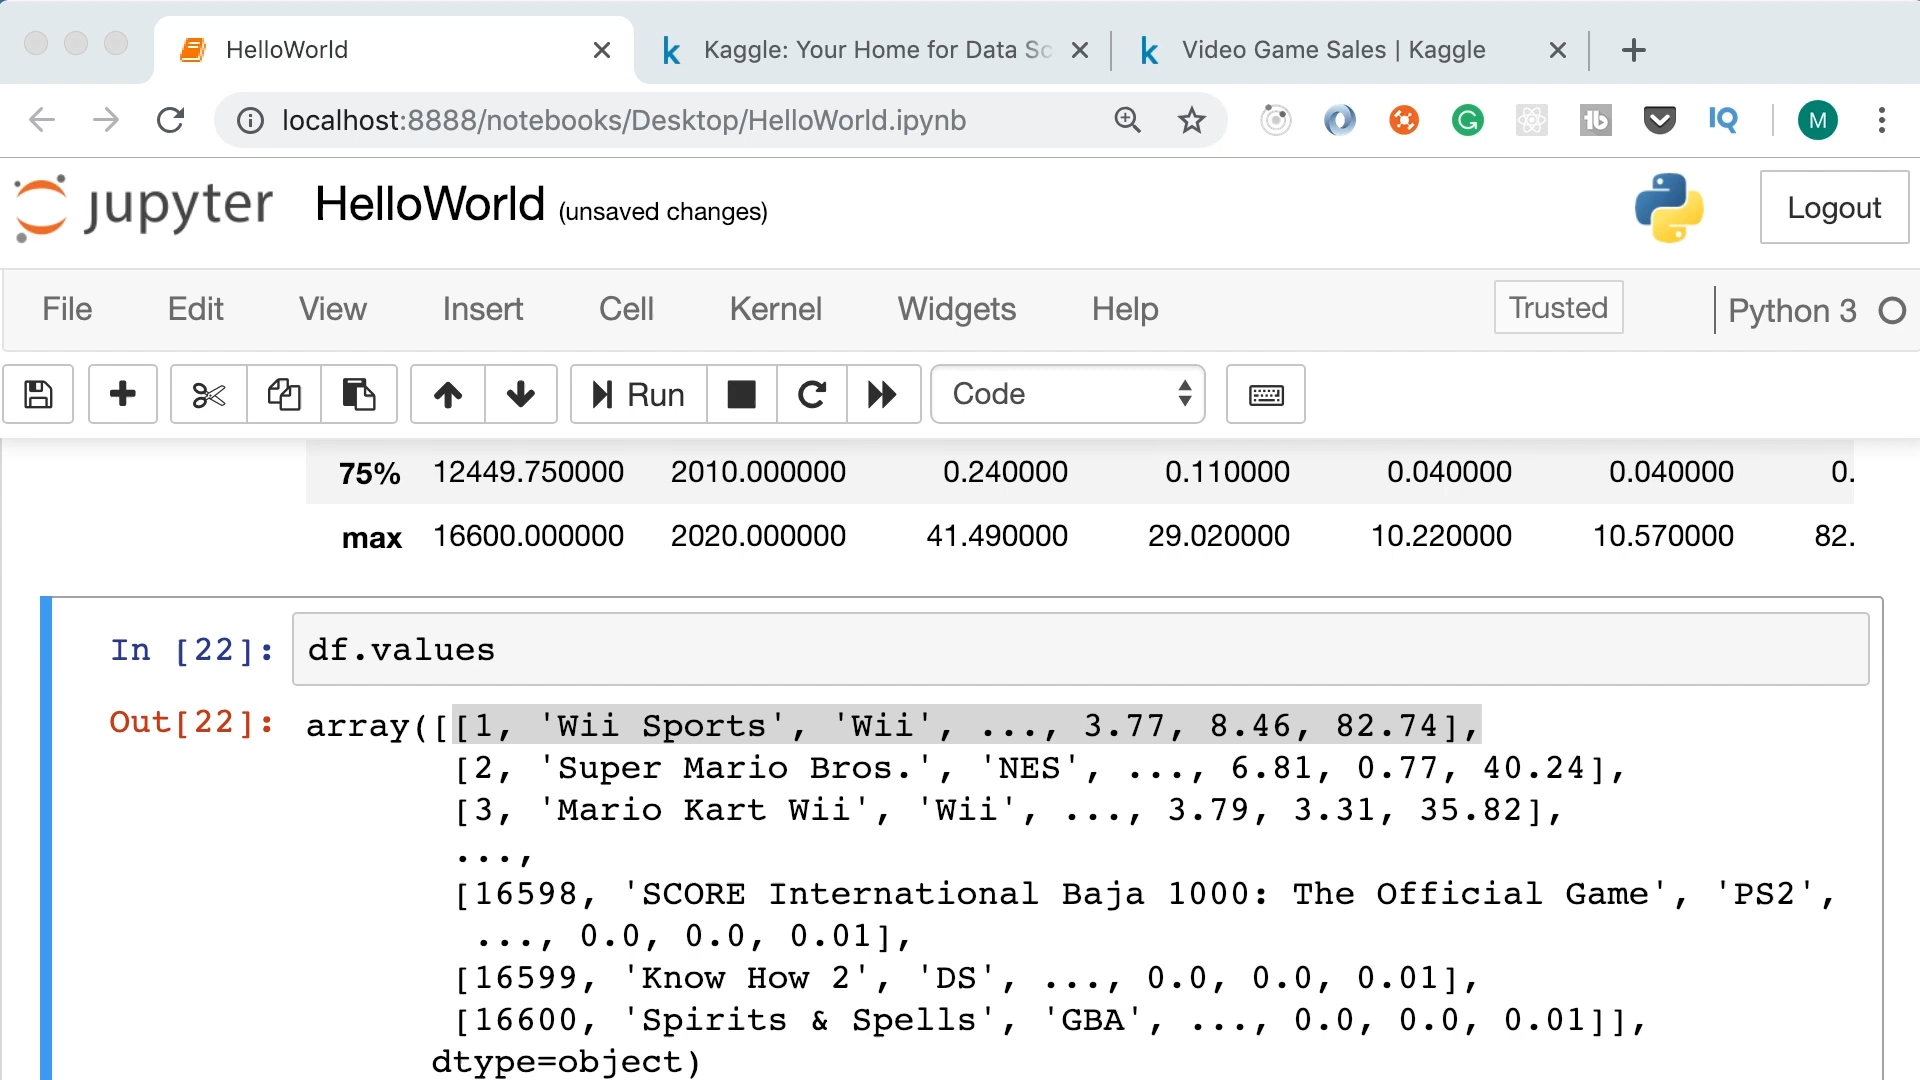 HelloWorld
Kaggle: Your Home for Data Sc
Video Game Sales | Kaggle
localhost:8888/notebooks/Desktop/HelloWorld.ipynb
IQ
M
jupyter HelloWorld (unsaved changes)
Logout
File Edit View Insert Cell Kernel Widgets Help Trusted Python 3
Run Code
75% 12449.750000 2010.000000 0.240000 0.110000 0.040000 0.040000 0.
max 16600.000000 2020.000000 41.490000 29.020000 10.220000 10.570000 82.
In [22]: df.values
Out[22]: array([[1, 'Wii Sports', 'Wii', ..., 3.77, 8.46, 82.74],
[2, 'Super Mario Bros.', 'NES', ..., 6.81, 0.77, 40.24],
[3, 'Mario Kart Wii', 'Wii', ..., 3.79, 3.31, 35.82],
...,
[16598, 'SCORE International Baja 1000: The Official Game', 'PS2',
..., 0.0, 0.0, 0.01],
[16599, 'Know How 2', 'DS', ..., 0.0, 0.0, 0.01],
[16600, 'Spirits & Spells', 'GBA', ..., 0.0, 0.0, 0.01]],
dtype=object)